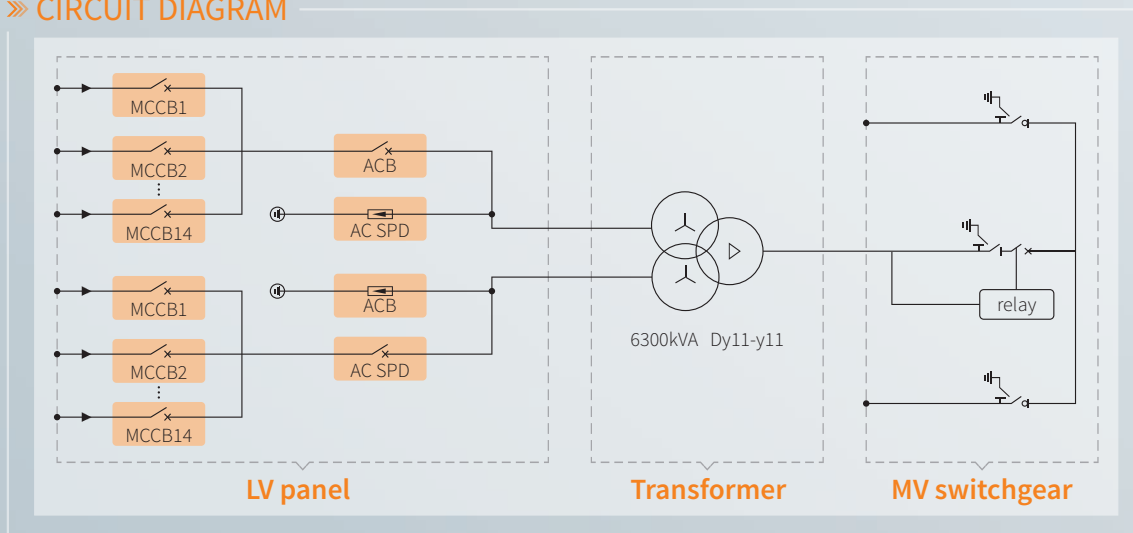 » CIRCUIT DIAGRAM
MCCB1
MCCB2
MCCB14
ACB
AC SPD
MCCB1
MCCB2
MCCB14
ACB
AC SPD
6300kVA Dy11-y11
relay
LV panel
Transformer
MV switchgear